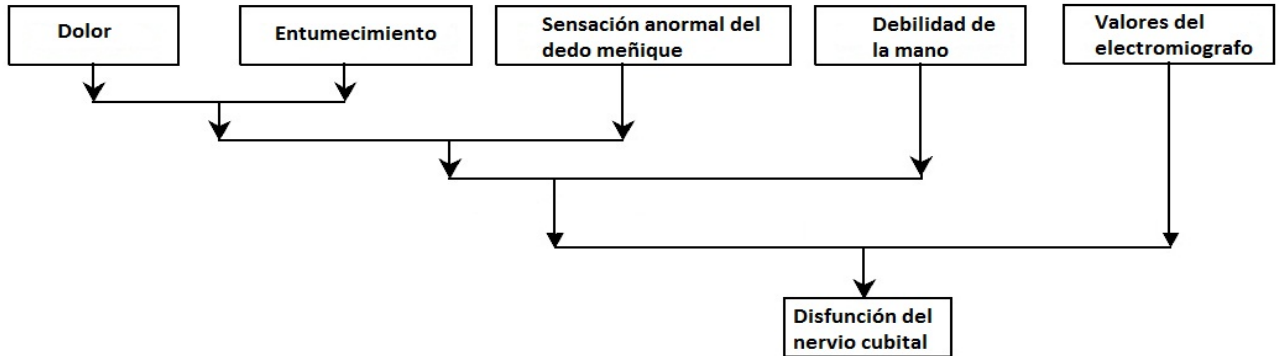 Dolor
Entumecimiento
Sensación anormal del
dedo meñique
Debilidad de
la mano
Valores del
electromiografo
Disfunción del
nervio cubital